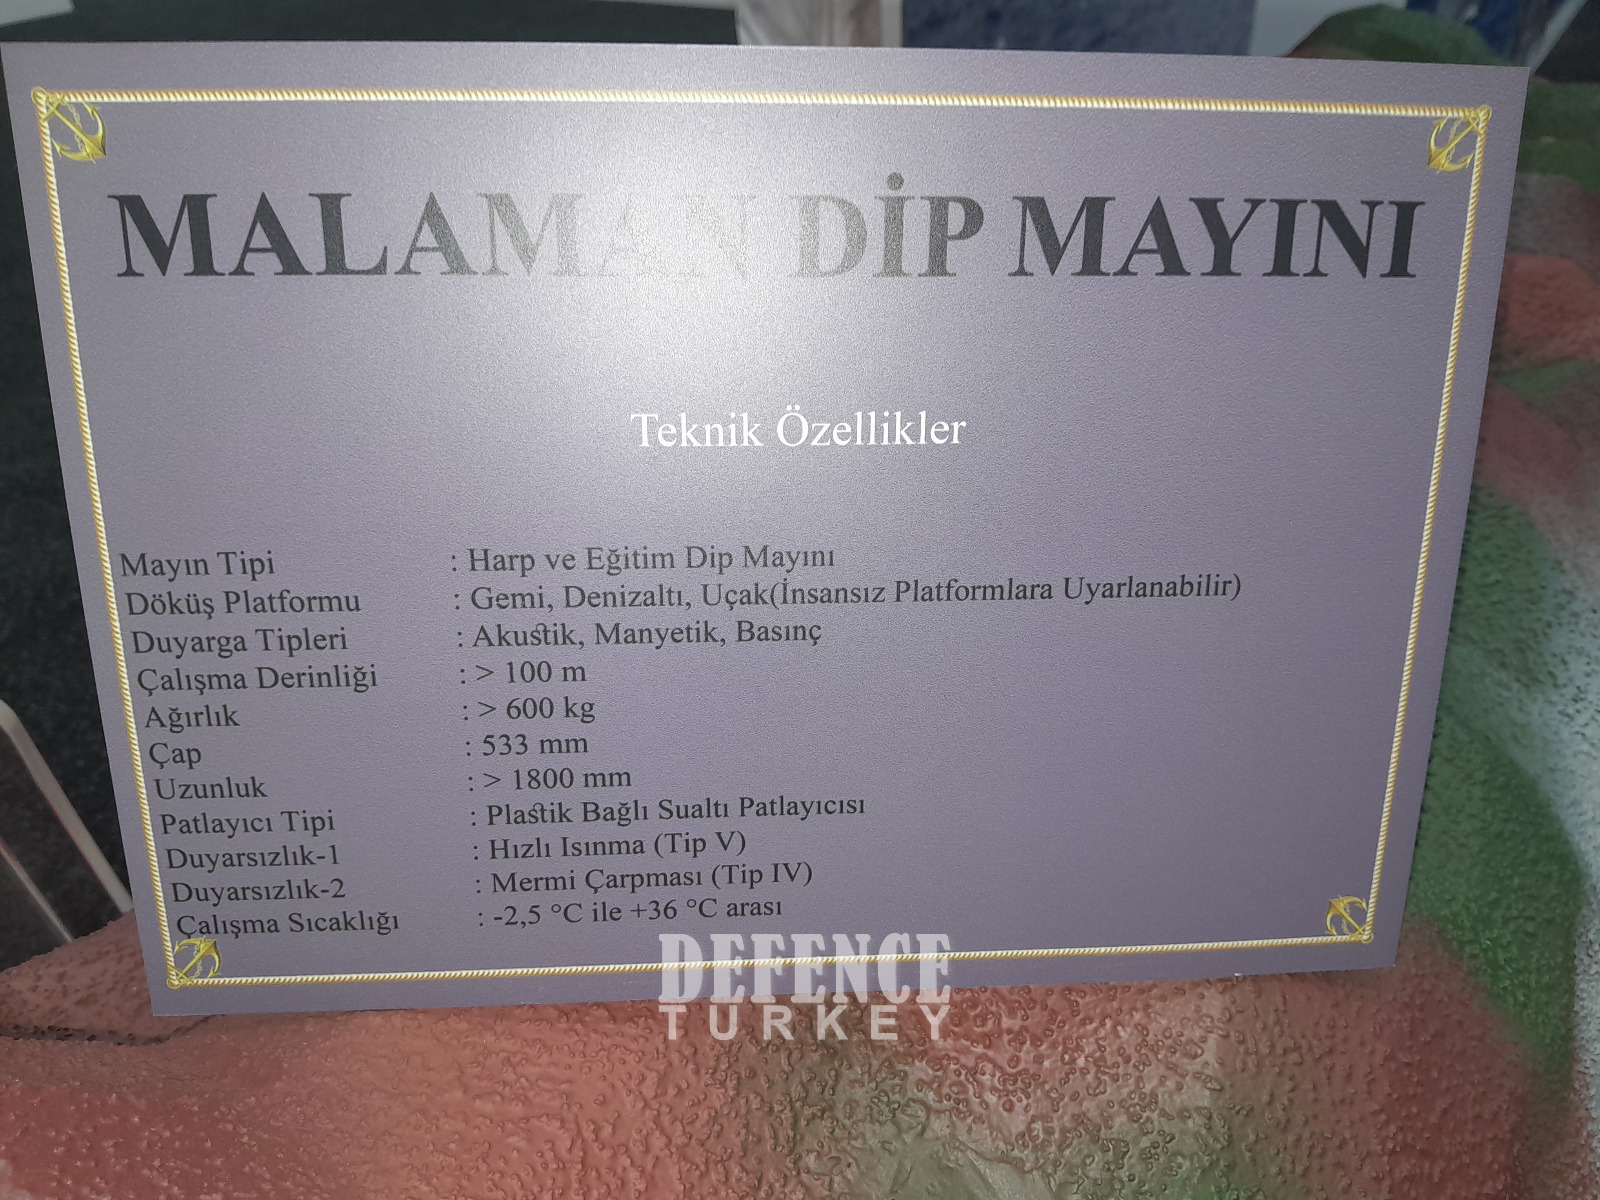 MALAMAN DİP MAYINI
Teknik Özellikler
Mayın Tipi : Harp ve Eğitim Dip Mayını
Döküş Platformu : Gemi, Denizaltı, Uçak(İnsansız Platformlara Uyarlanabilir)
Duyarga Tipleri : Akustik, Manyetik, Basınç
Çalışma Derinliği : > 100 m
Ağırlık : > 600 kg
Çap : 533 mm
Uzunluk : > 1800 mm
Patlayıcı Tipi : Plastik Bağlı Sualtı Patlayıcısı
Duyarsızlık-1 : Hızlı Isınma (Tip V)
Duyarsızlık-2 : Mermi Çarpması (Tip IV)
Çalışma Sıcaklığı : -2,5 °C ile +36 °C arası
DEFENCE
TURKEY